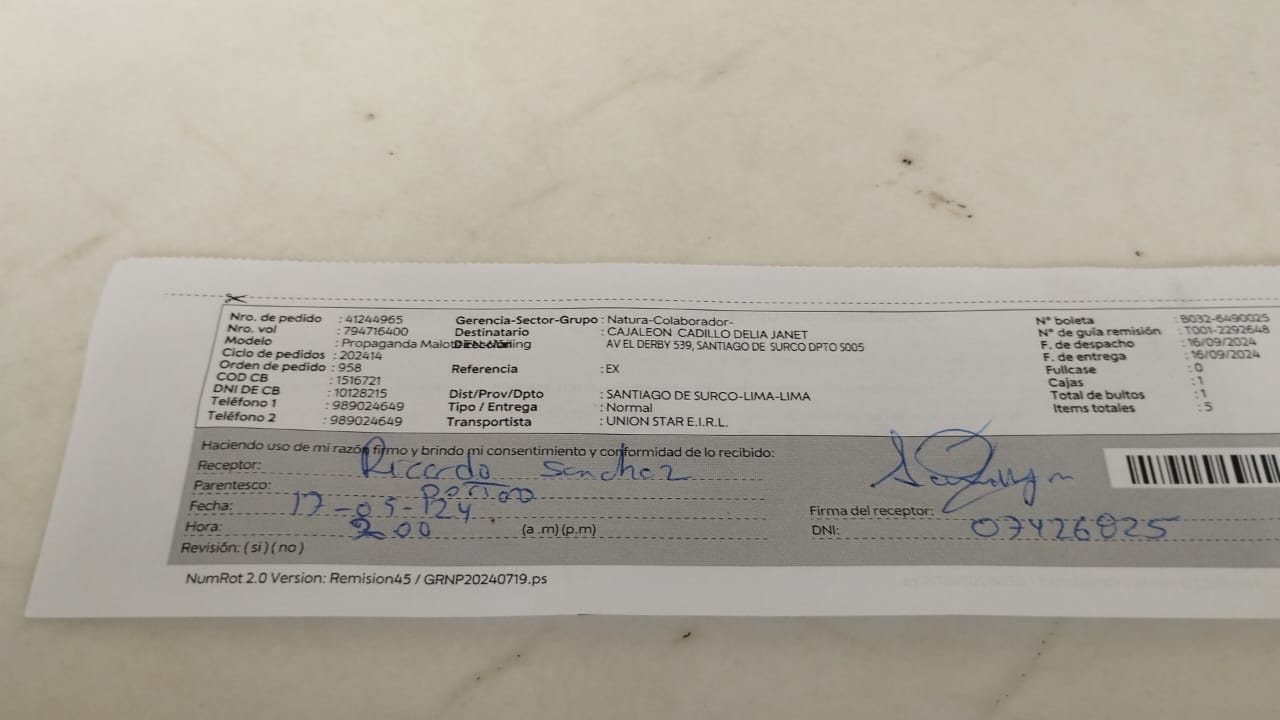 Nro. de pedido : 41244965 Gerencia-Sector-Grupo : Natura-Colaborador- N° boleta : B032-6490025
Nro. vol : 794716400 Destinatario : CAJALEON CADILLO DELIA JANET N° de guía remisión : T001-2292648
Modelo : Propaganda Dirección AV EL DERBY 539, SANTIAGO DE SURCO DPTO S005 F. de despacho : 16/09/2024
Ciclo de pedidos : 202414 F. de entrega : 16/09/2024
Orden de pedido : 958 Referencia : EX Fullcase : 0
COD CB : 1516721 Cajas : 1
DNI DE CB : 10128215 Dist/Prov/Dpto : SANTIAGO DE SURCO-LIMA-LIMA Total de bultos : 1
Teléfono 1 : 989024649 Tipo / Entrega : Normal Items totales : 5
Teléfono 2 : 989024649 Transportista : UNION STAR E.I.R.L.
Haciendo uso de mi razón firmo y brindo mi consentimiento y conformidad de lo recibido:
Receptor: Ricardo Sanchez
Parentesco:
Fecha: 17-09-24 Firma del receptor:
Hora: 200 (a .m) (p.m) DNI: 07426825
Revisión: ( si ) ( no )
NumRot 2.0 Version: Remision45 / GRNP20240719.ps